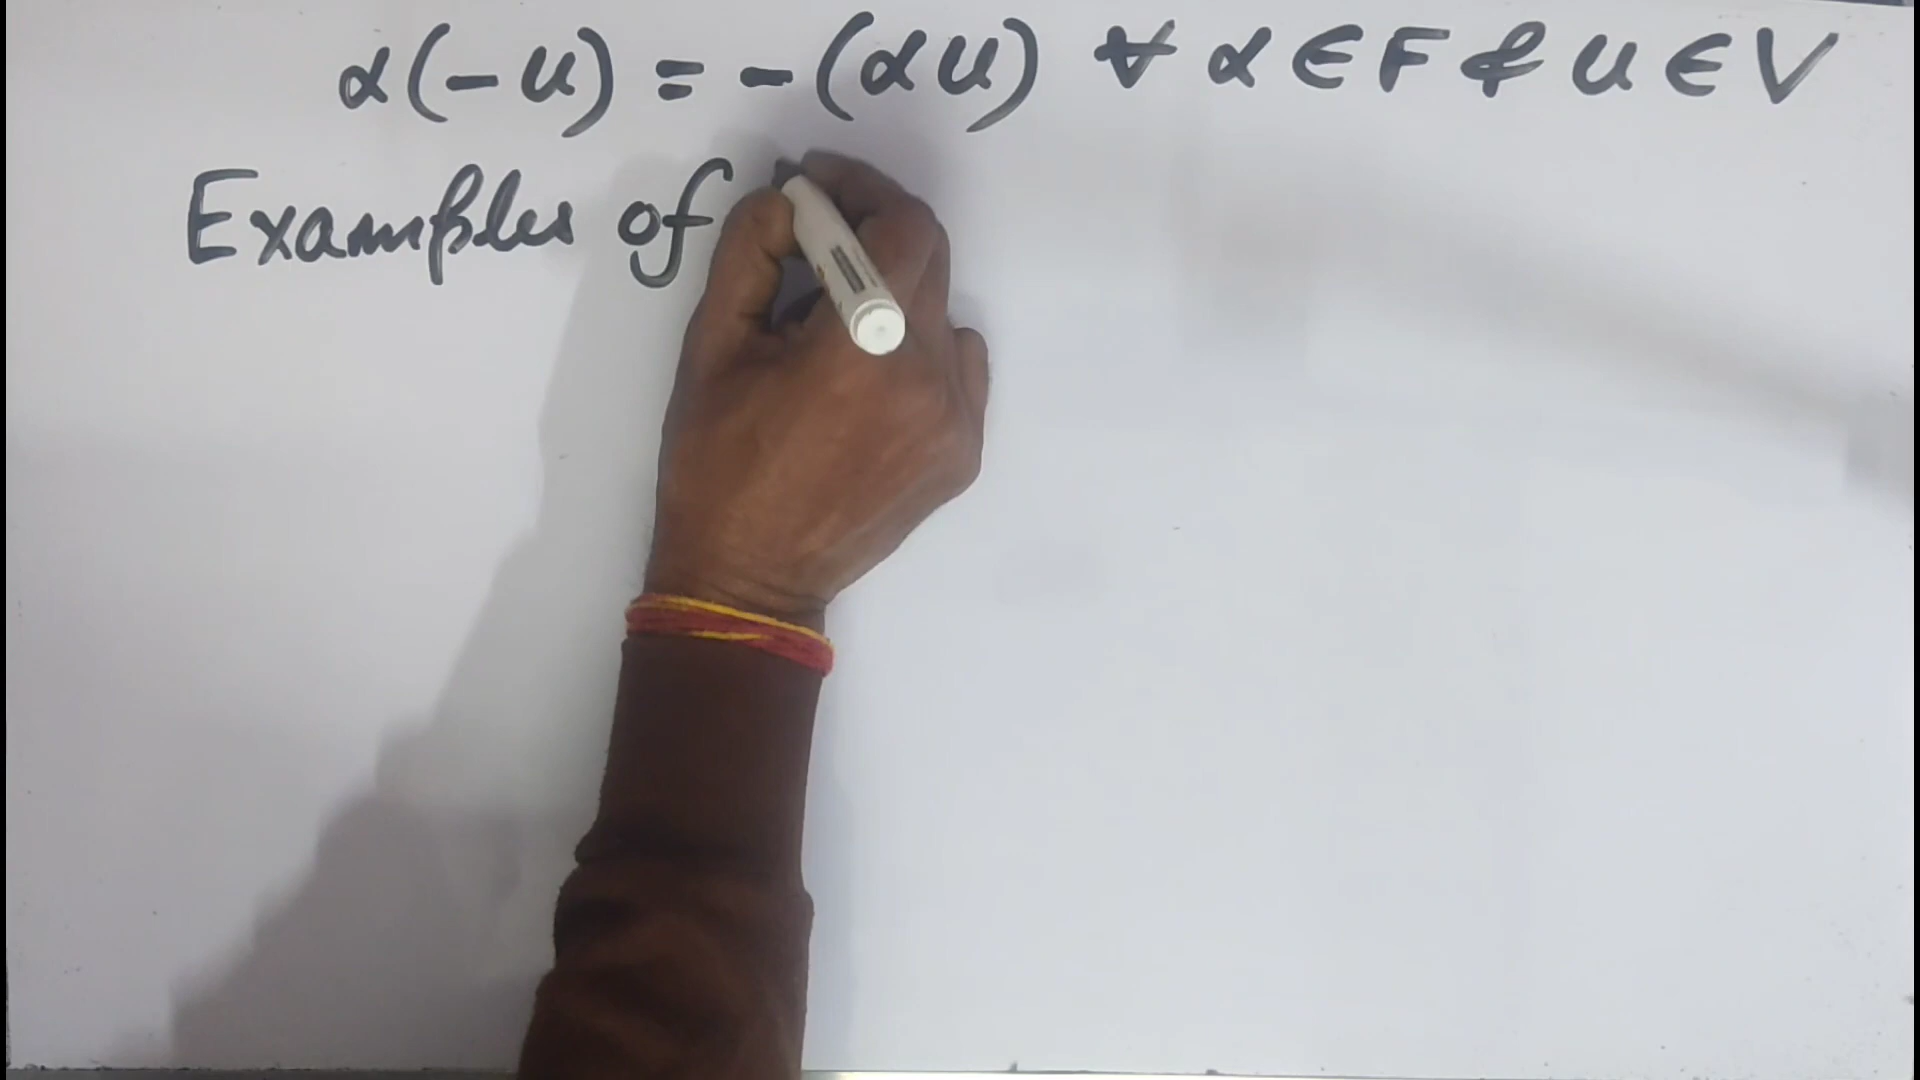 α(-u) = -(αu) ∀ α ∈ F & u ∈ V
Examples of